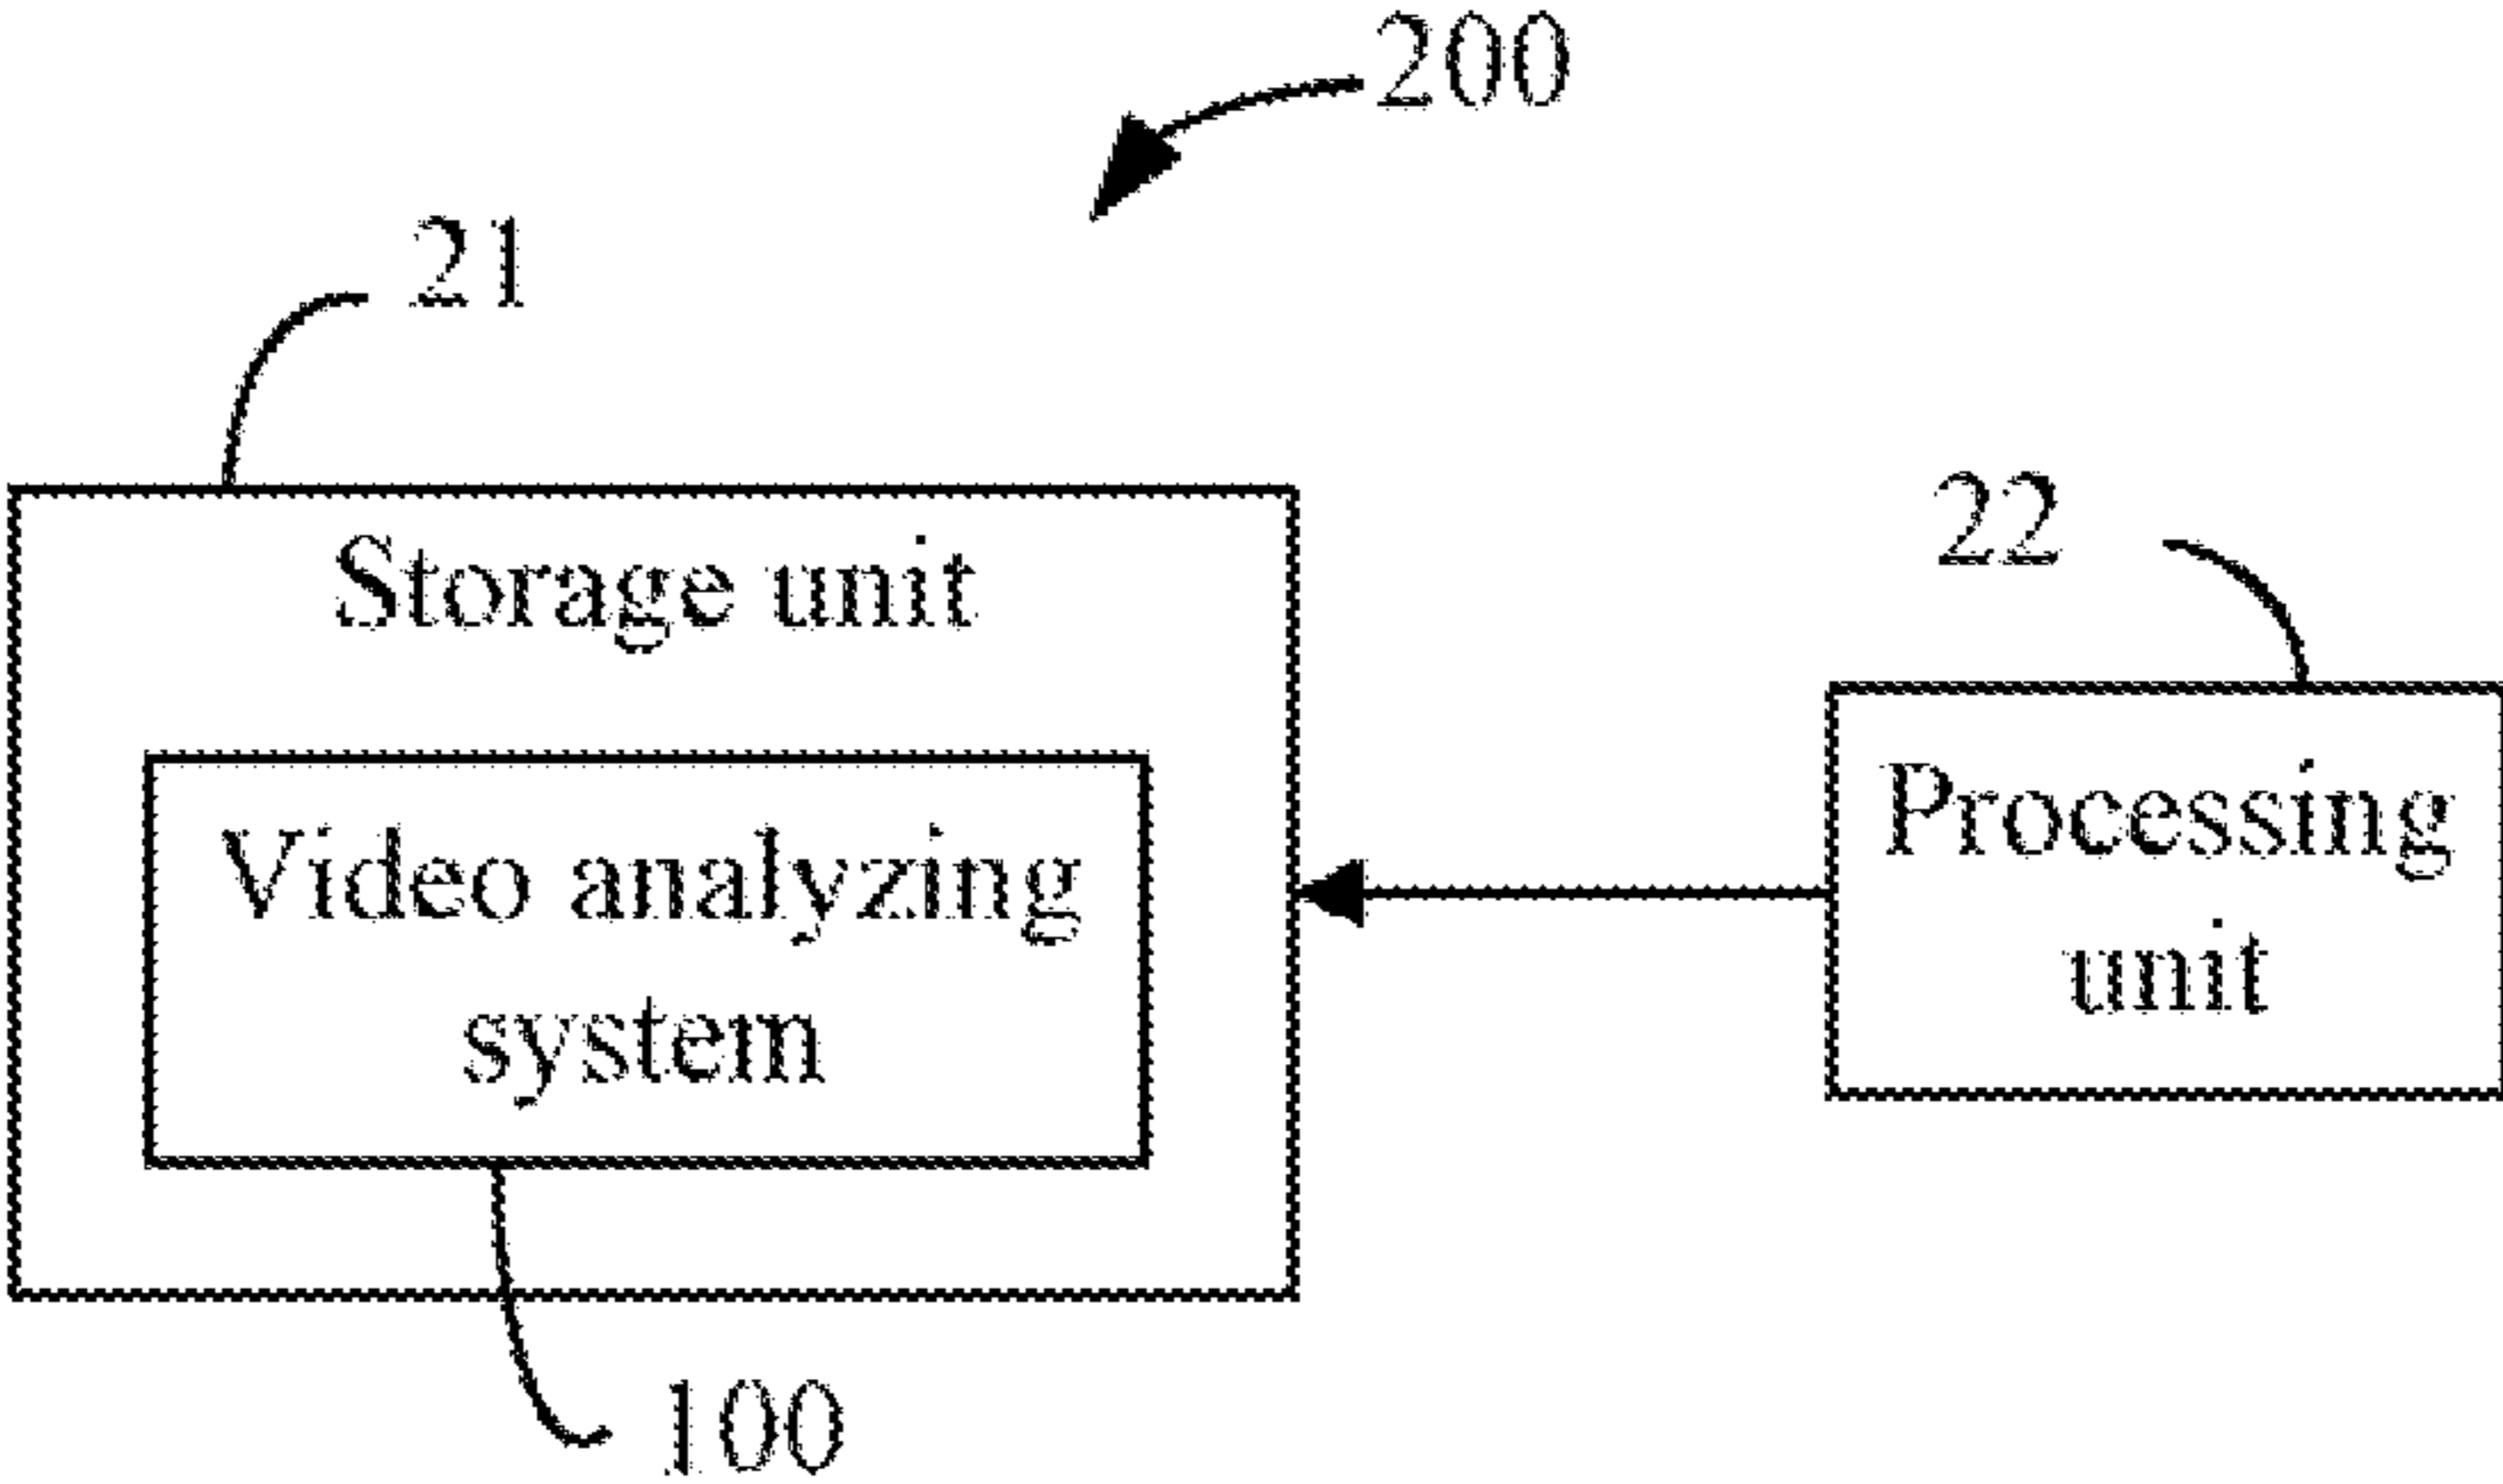 200
21
22
Storage unit
Video analyzing
system
Processing
unit
100